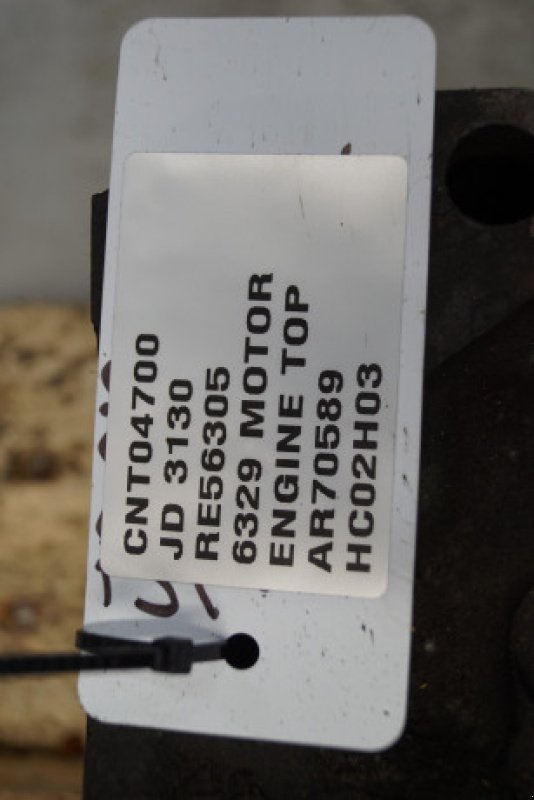 CNT04700
JD 3130
RE56305
6329 MOTOR
ENGINE TOP
AR70589
HC02H03